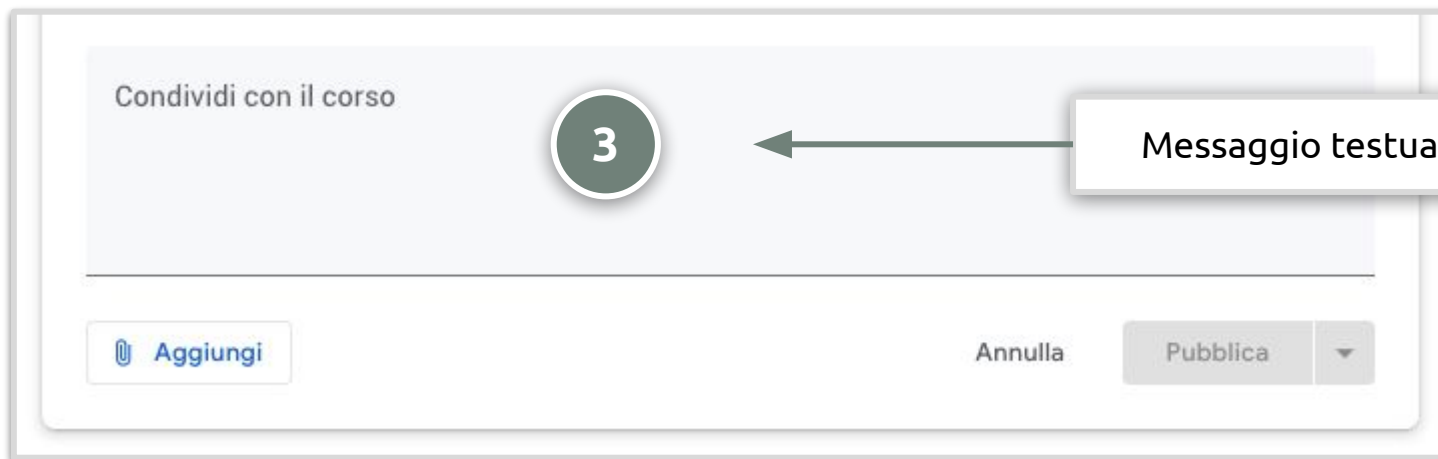 Condividi con il corso
3
Messaggio testua
Aggiungi
Annulla
Pubblica